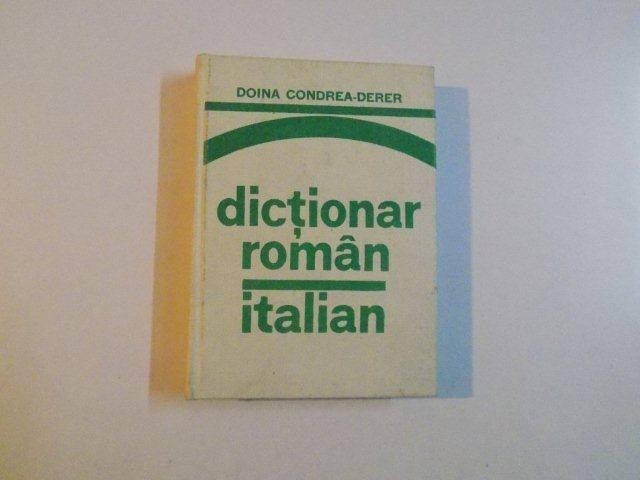 DOINA CONDREA-DERER
dicționar
român
italian